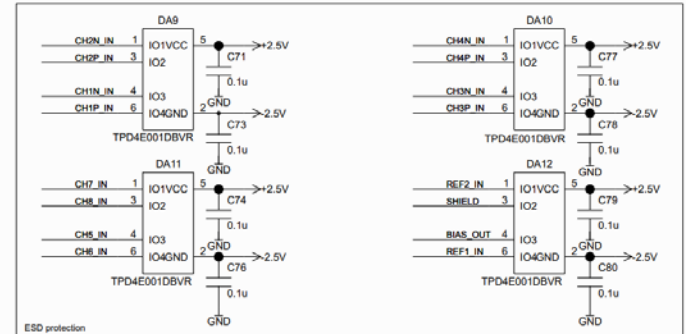 DA9
CH2N_IN 1 IO1VCC 5 +2.5V
CH2P_IN 3 IO2 C71
0.1u
CH1N_IN 4 IO3 GND
CH1P_IN 6 IO4GND 2 -2.5V
C73
TPD4E001DBVR 0.1u
GND
DA10
CH4N_IN 1 IO1VCC 5 +2.5V
CH4P_IN 3 IO2 C77
0.1u
CH3N_IN 4 IO3 GND
CH3P_IN 6 IO4GND 2 -2.5V
C78
TPD4E001DBVR 0.1u
GND
DA11
CH7_IN 1 IO1VCC 5 +2.5V
CH8_IN 3 IO2 C74
0.1u
CH5_IN 4 IO3 GND
CH6_IN 6 IO4GND 2 -2.5V
C76
TPD4E001DBVR 0.1u
GND
DA12
REF2_IN 1 IO1VCC 5 +2.5V
SHIELD 3 IO2 C79
0.1u
BIAS_OUT 4 IO3 GND
REF1_IN 6 IO4GND 2 -2.5V
C80
TPD4E001DBVR 0.1u
GND
ESD protection